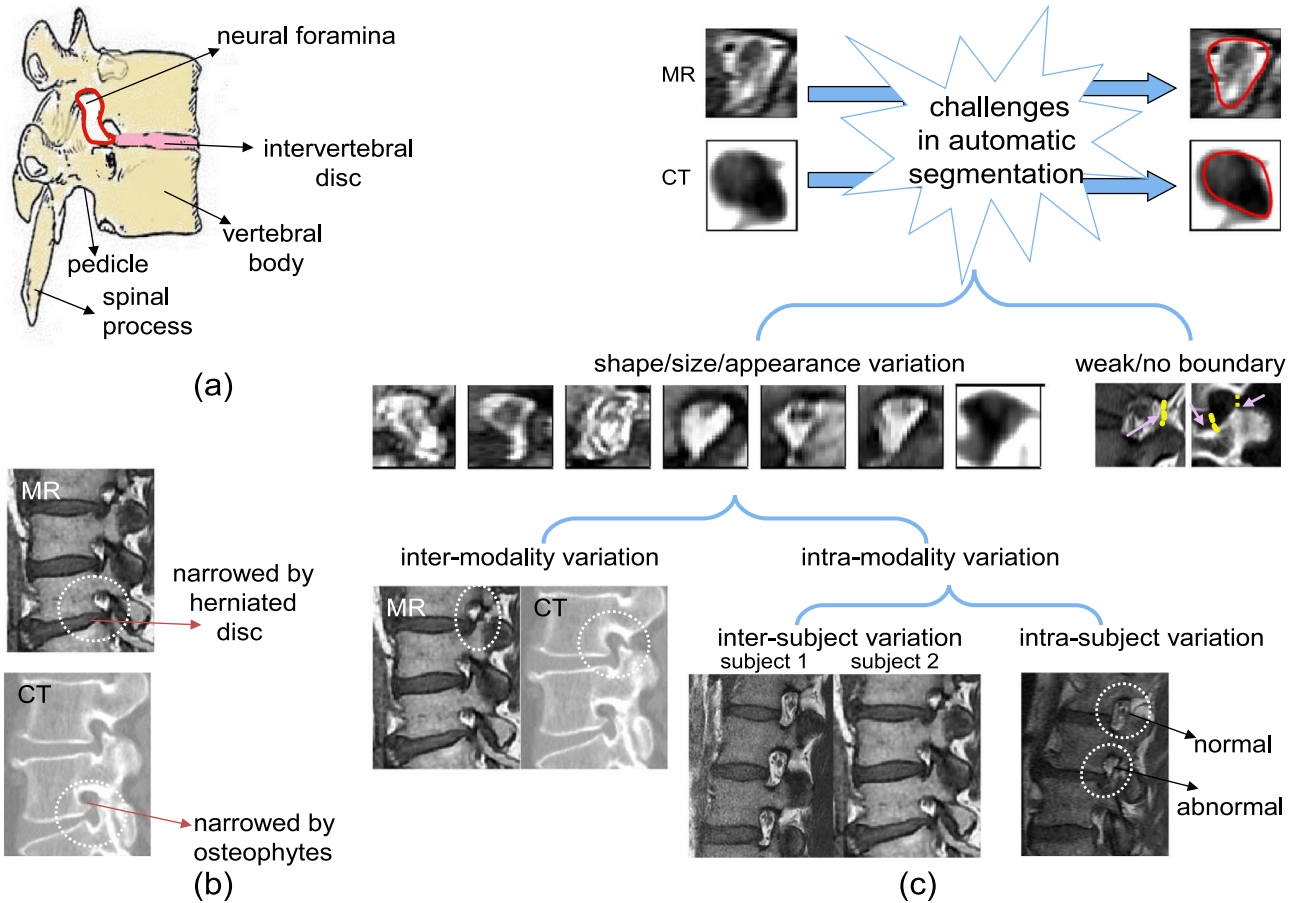 neural foramina
intervertebral
disc
vertebral
body
pedicle
spinal
process
(a)
MR
narrowed by
herniated
disc
CT
narrowed by
osteophytes
(b)
MR
CT
challenges
in automatic
segmentation
shape/size/appearance variation
weak/no boundary
inter-modality variation
intra-modality variation
MR
CT
inter-subject variation
subject 1
subject 2
intra-subject variation
normal
abnormal
(c)